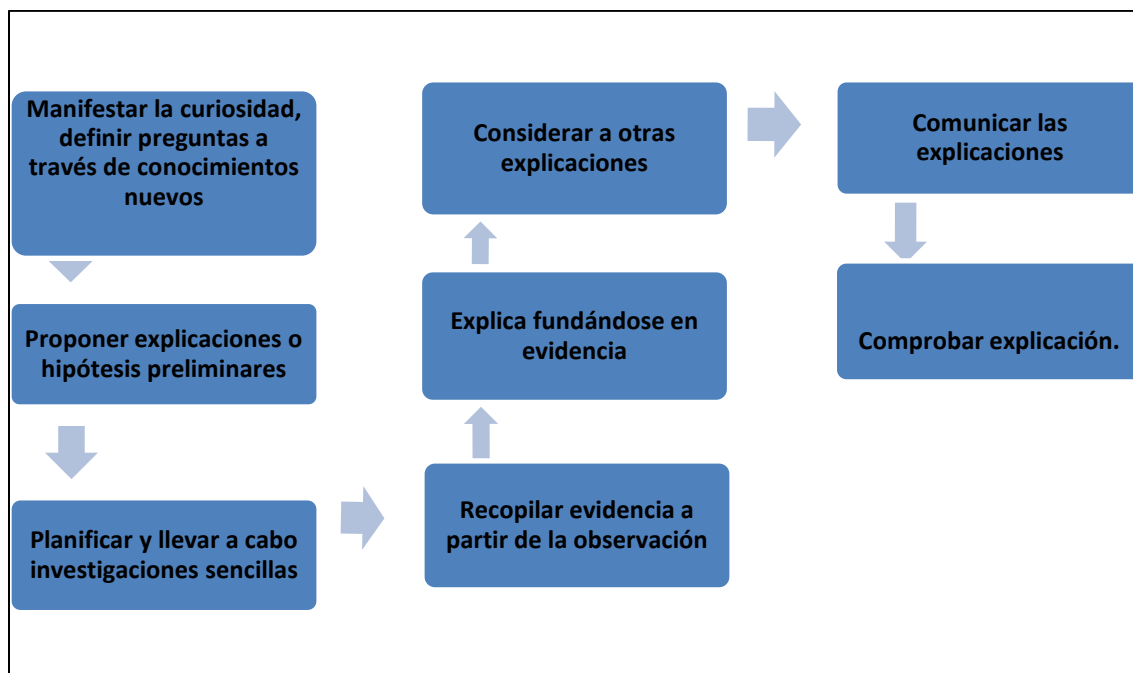 Manifestar la curiosidad,
definir preguntas a
través de conocimientos
nuevos
Proponer explicaciones o
hipótesis preliminares
Planificar y llevar a cabo
investigaciones sencillas
Recopilar evidencia a
partir de la observación
Explica fundándose en
evidencia
Considerar a otras
explicaciones
Comunicar las
explicaciones
Comprobar explicación.